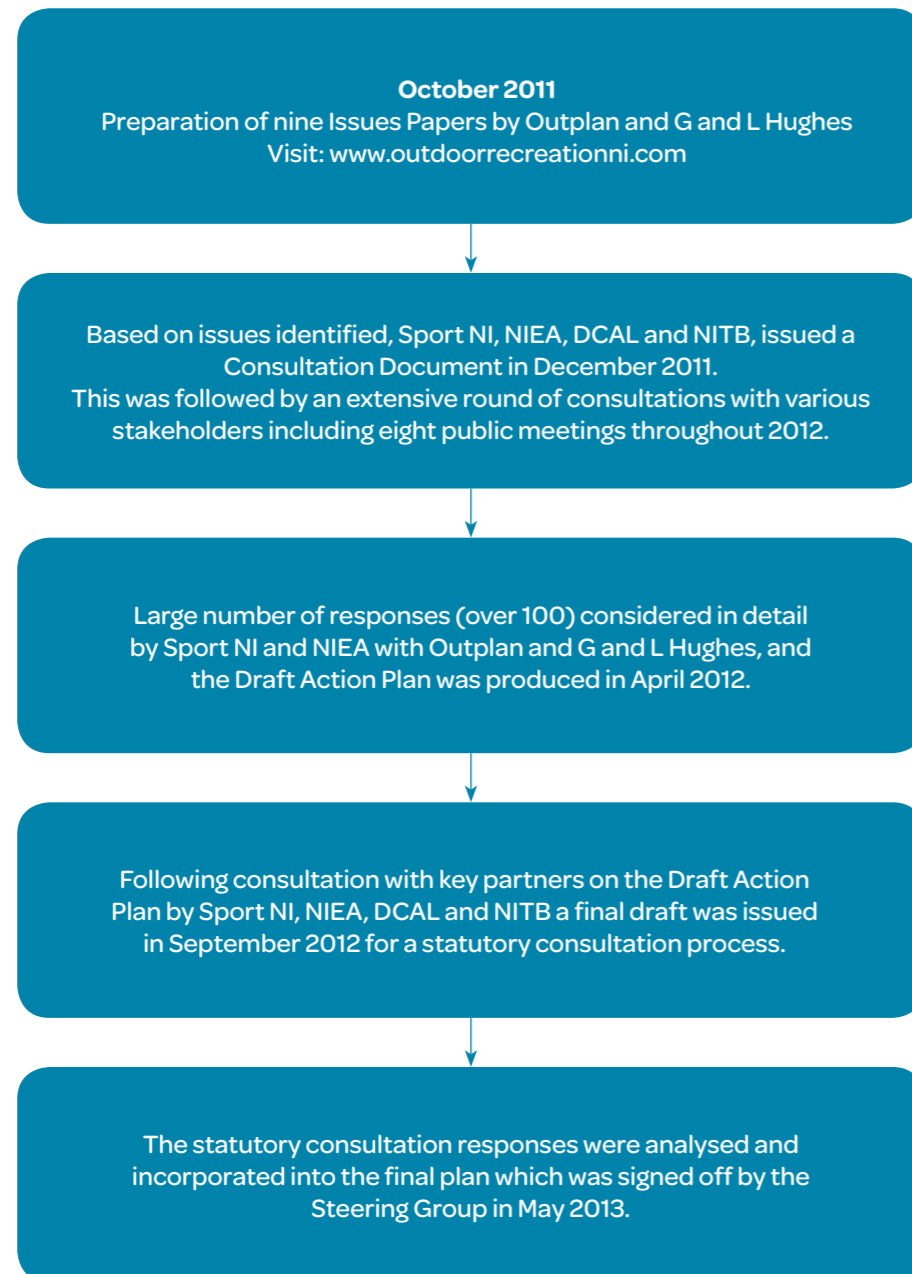 October 2011
Preparation of nine Issues Papers by Outplan and G and L Hughes
Visit: www.outdoorrecreationni.com
Based on issues identified, Sport NI, NIEA, DCAL and NITB, issued a
Consultation Document in December 2011.
This was followed by an extensive round of consultations with various
stakeholders including eight public meetings throughout 2012.
Large number of responses (over 100) considered in detail
by Sport NI and NIEA with Outplan and G and L Hughes, and
the Draft Action Plan was produced in April 2012.
Following consultation with key partners on the Draft Action
Plan by Sport NI, NIEA, DCAL and NITB a final draft was issued
in September 2012 for a statutory consultation process.
The statutory consultation responses were analysed and
incorporated into the final plan which was signed off by the
Steering Group in May 2013.